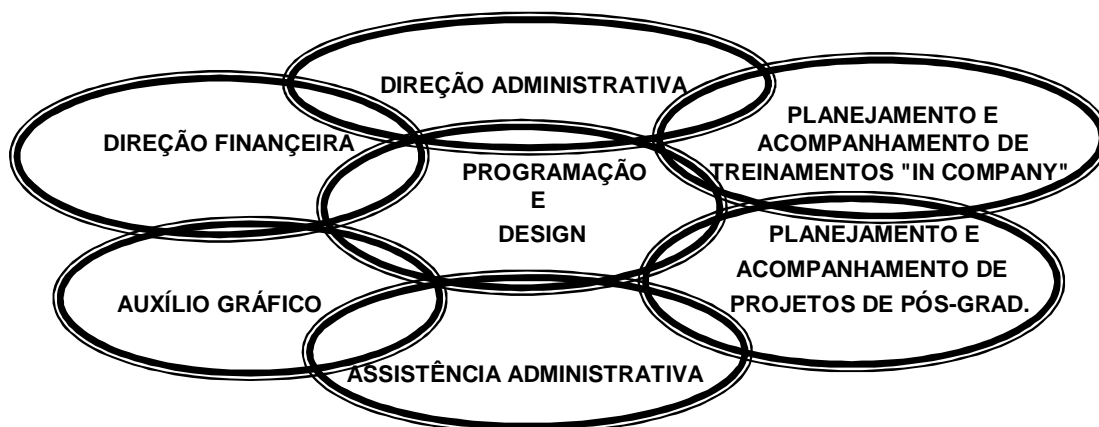 DIREÇÃO ADMINISTRATIVA
DIREÇÃO FINANÇEIRA
PLANEJAMENTO E
ACOMPANHAMENTO DE
TREINAMENTOS "IN COMPANY"
PROGRAMAÇÃO
E
DESIGN
PLANEJAMENTO E
ACOMPANHAMENTO DE
PROJETOS DE PÓS-GRAD.
AUXÍLIO GRÁFICO
ASSISTÊNCIA ADMINISTRATIVA